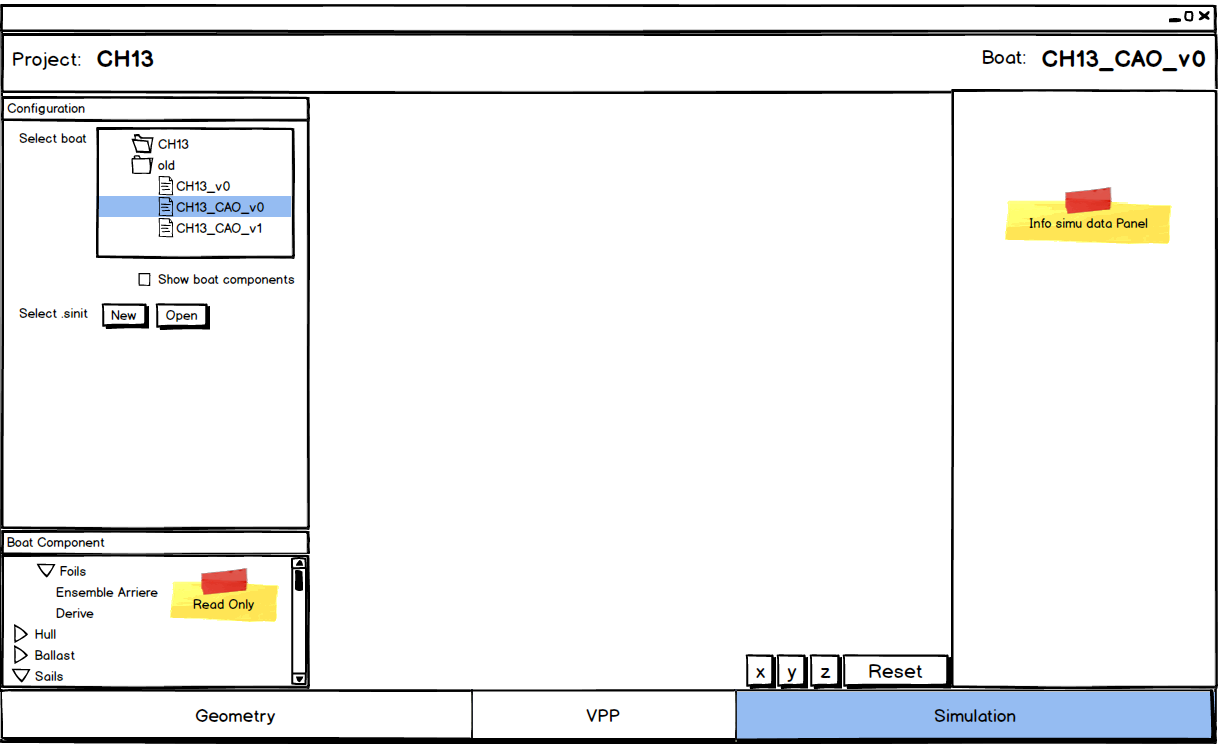 Project: CH13
Boat: CH13_CAO_v0
Configuration
Select boat
CH13
old
CH13_v0
CH13_CAO_v0
CH13_CAO_v1
Show boat components
Select .sinit
New
Open
Info simu data Panel
Boat Component
Foils
Ensemble Arriere
Derive
Read Only
Hull
Ballast
Sails
x
y
z
Reset
Geometry
VPP
Simulation